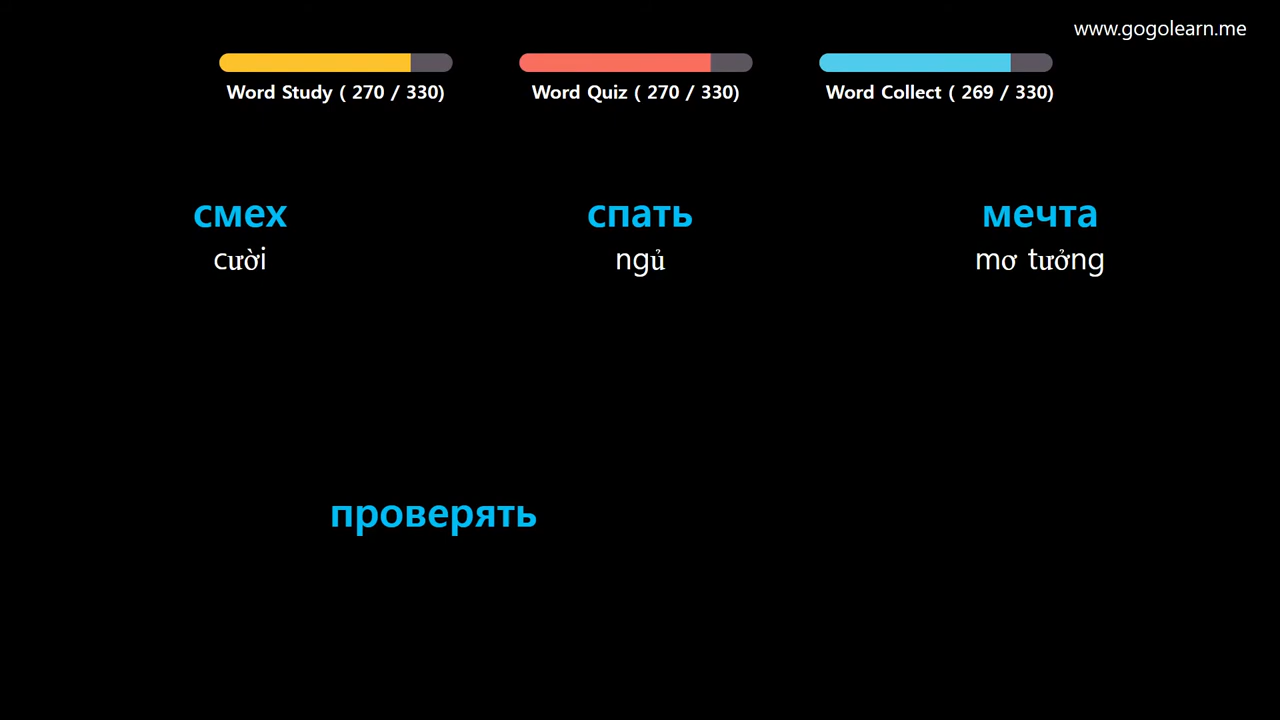 www.gogolearn.me
Word Study ( 270 / 330)
Word Quiz ( 270 / 330)
Word Collect ( 269 / 330)
смех
cười
спать
ngủ
мечта
mơ tưởng
проверять